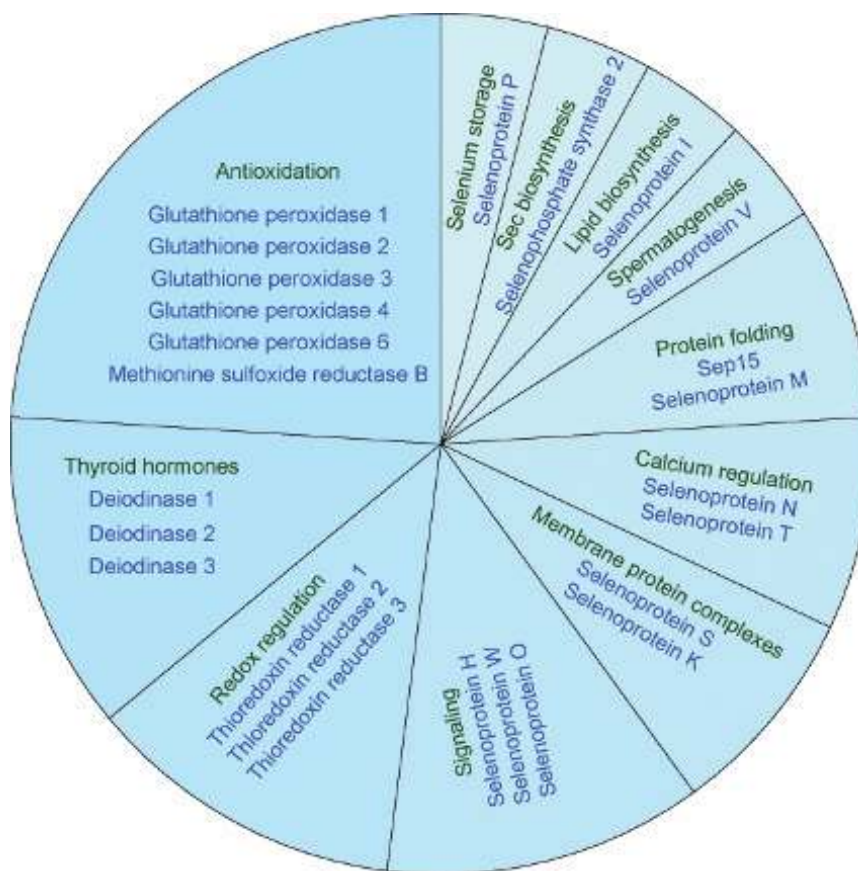 Selenium storage
Selenoprotein P
Sec biosynthesis
Selenophosphate synthase 2
Lipid biosynthesis
Selenoprotein I
Spermatogenesis
Selenoprotein V
Protein folding
Sep15
Selenoprotein M
Calcium regulation
Selenoprotein N
Selenoprotein T
Membrane protein complexes
Selenoprotein S
Selenoprotein K
Signaling
Selenoprotein H
Selenoprotein W
Selenoprotein O
Redox regulation
Thioredoxin reductase 1
Thioredoxin reductase 2
Thioredoxin reductase 3
Thyroid hormones
Deiodinase 1
Deiodinase 2
Deiodinase 3
Antioxidation
Glutathione peroxidase 1
Glutathione peroxidase 2
Glutathione peroxidase 3
Glutathione peroxidase 4
Glutathione peroxidase 6
Methionine sulfoxide reductase B